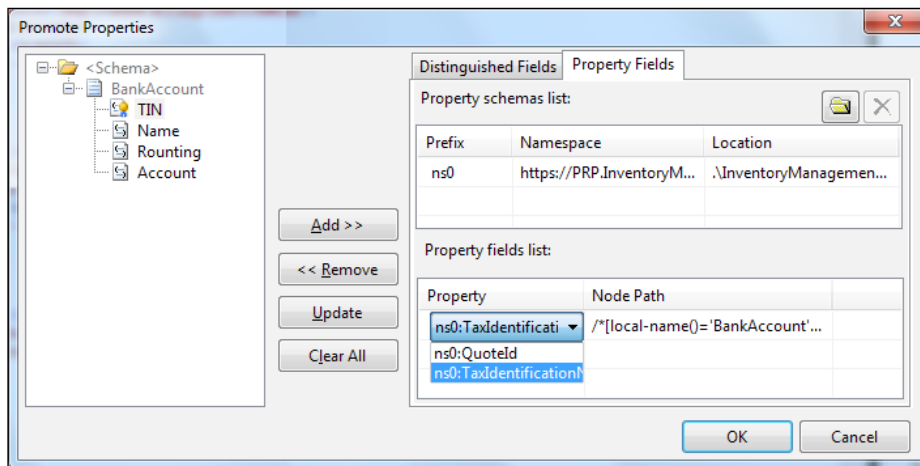 Promote Properties
x
<Schema>
BankAccount
TIN
Name
Rounting
Account
Add >>
<< Remove
Update
Clear All
Distinguished Fields Property Fields
Property schemas list:
Prefix Namespace Location
ns0 https://PRP.InventoryM... .\InventoryManagemen...
Property fields list:
Property Node Path
ns0:TaxIdentificati /*[local-name()='BankAccount'...
ns0:QuoteId
ns0:TaxIdentificationN
OK Cancel